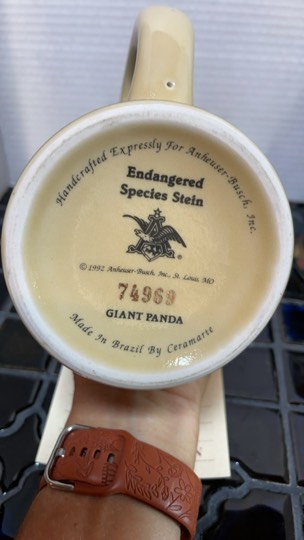 Handcrafted Expressly For Anheuser-Busch, Inc.
Endangered
Species Stein
®
© 1992 Anheuser-Busch, Inc., St. Louis, MO
74969
GIANT PANDA
Made In Brazil By Ceramarte